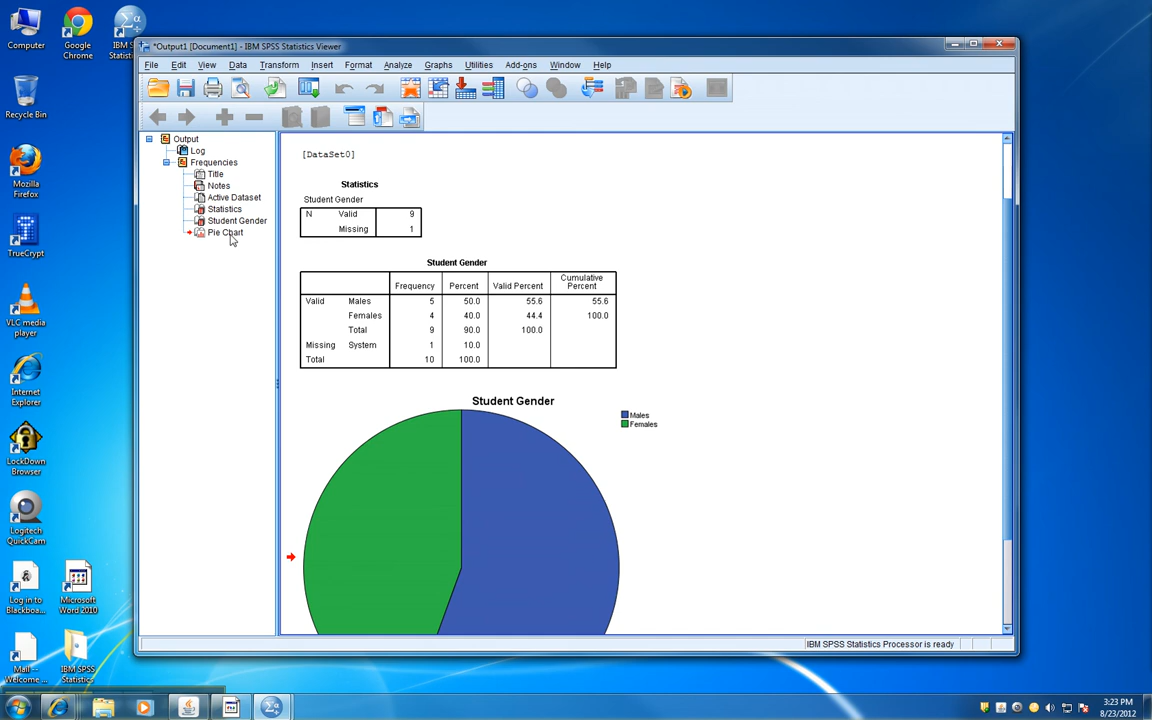 *Output1 [Document1] - IBM SPSS Statistics Viewer
File Edit View Data Transform Insert Format Analyze Graphs Utilities Add-ons Window Help
Output
Log
Frequencies
Title
Notes
Active Dataset
Statistics
Student Gender
Pie Chart
[DataSet0]
Statistics
Student Gender
N Valid 9
Missing 1
Student Gender
Frequency Percent Valid Percent Cumulative Percent
Valid Males 5 50.0 55.6 55.6
Females 4 40.0 44.4 100.0
Total 9 90.0 100.0
Missing System 1 10.0
Total 10 100.0
Student Gender
Males
Females
IBM SPSS Statistics Processor is ready
Computer
Google Chrome
IBM SPSS
Statisti
Recycle Bin
Mozilla Firefox
TrueCrypt
VLC media player
Internet Explorer
LockDown Browser
Logitech QuickCam
Log in to Blackboa...
Microsoft Word 2010
Mail -- Welcome ...
IBM SPSS Statistics
3:23 PM
8/23/2012